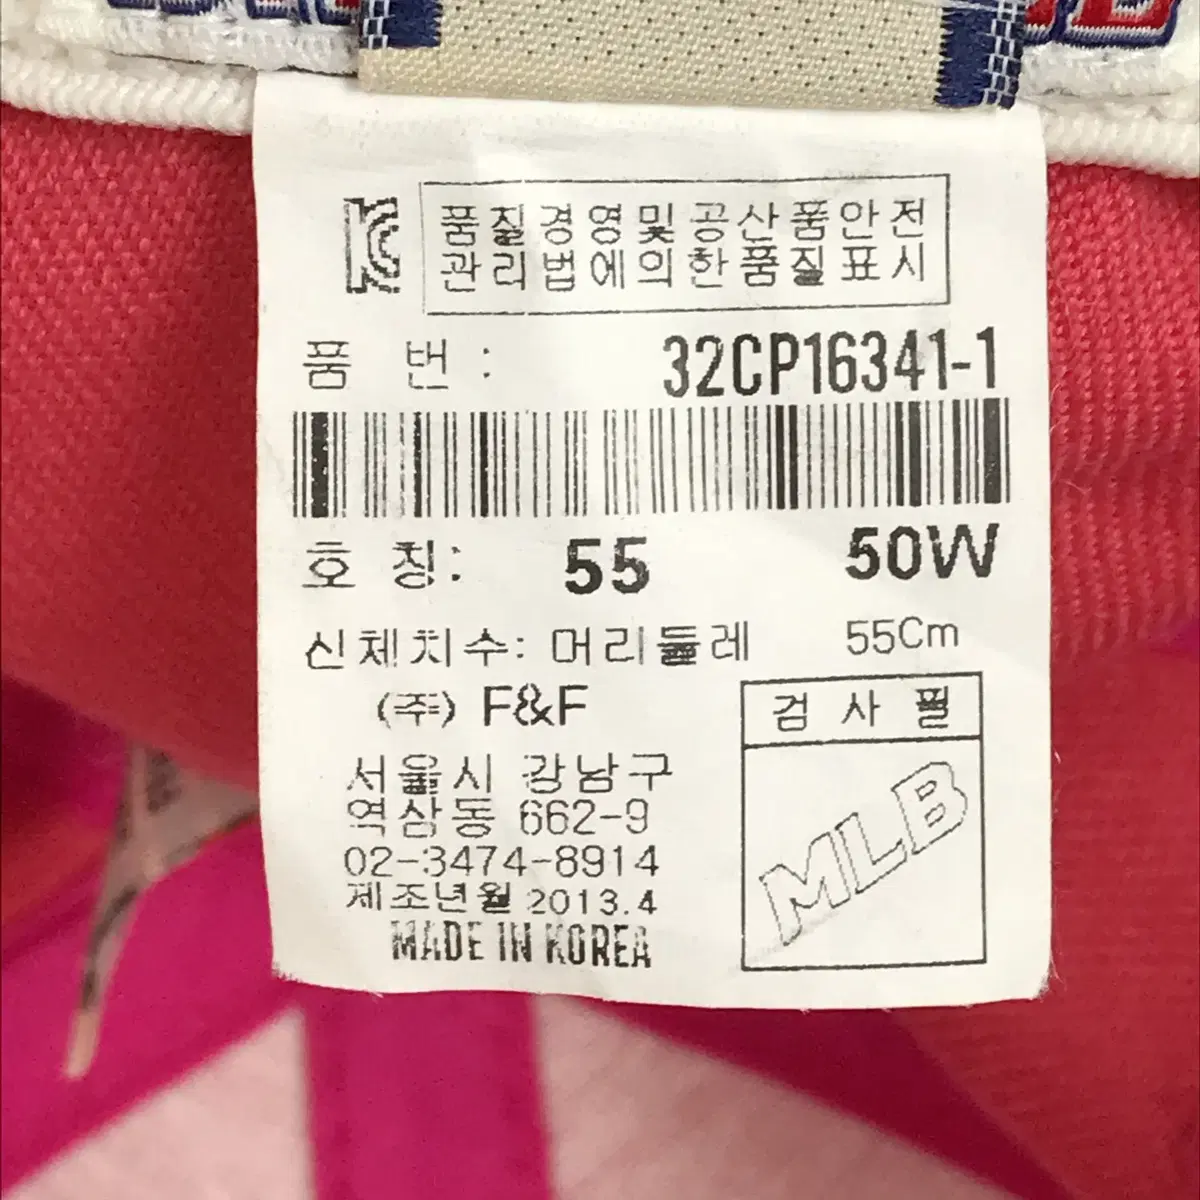 품질경영및공산품안전
관리법에의한품질표시
품 번 : 32CP16341-1
호 칭: 55 50W
신체치수: 머리둘레 55Cm
(주) F&F
서울시 강남구
역삼동 662-9
02-3474-8914
제조년월 2013.4
MADE IN KOREA
검 사 필
MLB